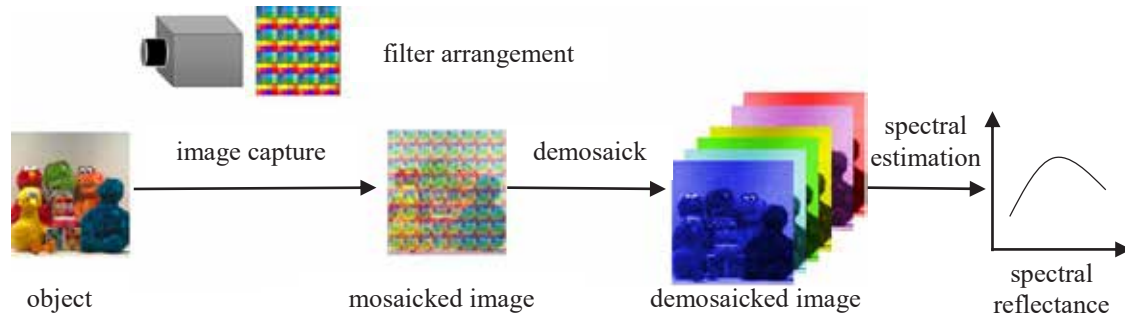 filter arrangement
image capture
demosaick
spectral
estimation
object
mosaicked image
demosaicked image
spectral
reflectance